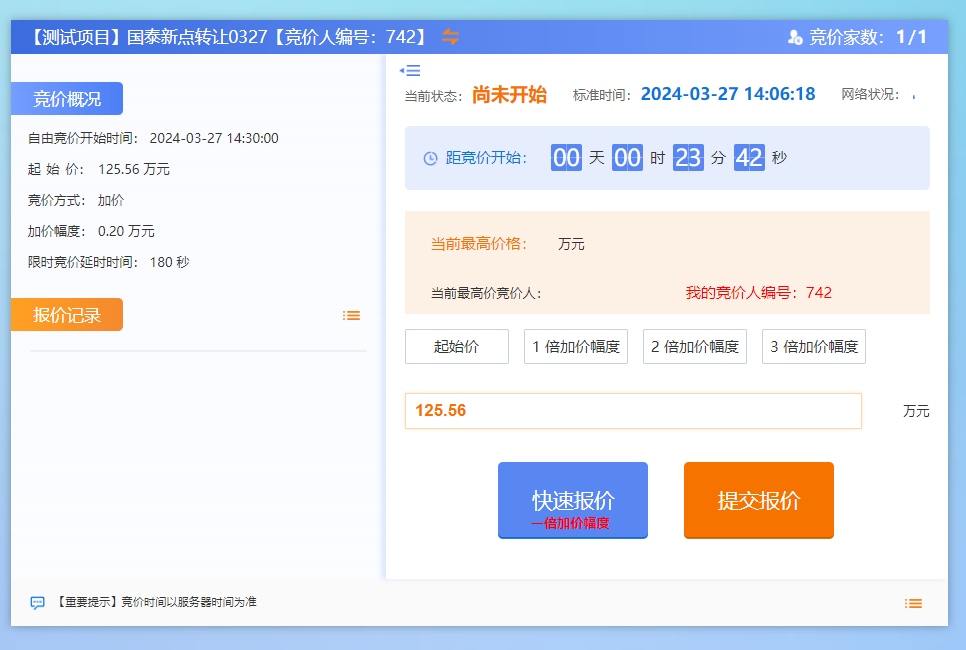 【测试项目】国泰新点转让0327【竞价人编号：742】
竞价家数：1/1
竞价概况
自由竞价开始时间： 2024-03-27 14:30:00
起 始 价： 125.56 万元
竞价方式： 加价
加价幅度： 0.20 万元
限时竞价延时时间： 180 秒
报价记录
当前状态：尚未开始 标准时间：2024-03-27 14:06:18 网络状况：
距竞价开始： 00 天 00 时 23 分 42 秒
当前最高价格： 万元
当前最高价竞价人： 我的竞价人编号：742
起始价 1 倍加价幅度 2 倍加价幅度 3 倍加价幅度
125.56 万元
快速报价 提交报价
一倍加价幅度
【重要提示】竞价时间以服务器时间为准